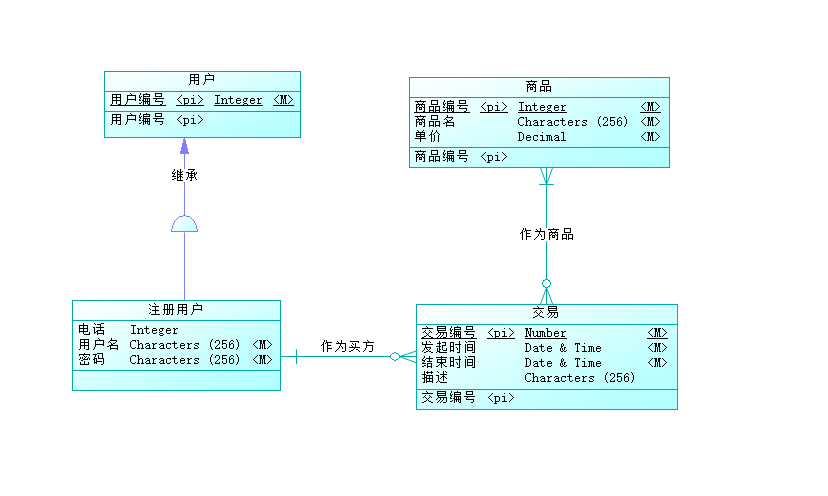 用户
用户编号 <pi> Integer <M>
用户编号 <pi>
商品
商品编号 <pi> Integer <M>
商品名 Characters (256) <M>
单价 Decimal <M>
商品编号 <pi>
继承
作为商品
注册用户
电话 Integer
用户名 Characters (256) <M>
密码 Characters (256) <M>
作为买方
交易
交易编号 <pi> Number <M>
发起时间 Date & Time <M>
结束时间 Date & Time <M>
描述 Characters (256)
交易编号 <pi>